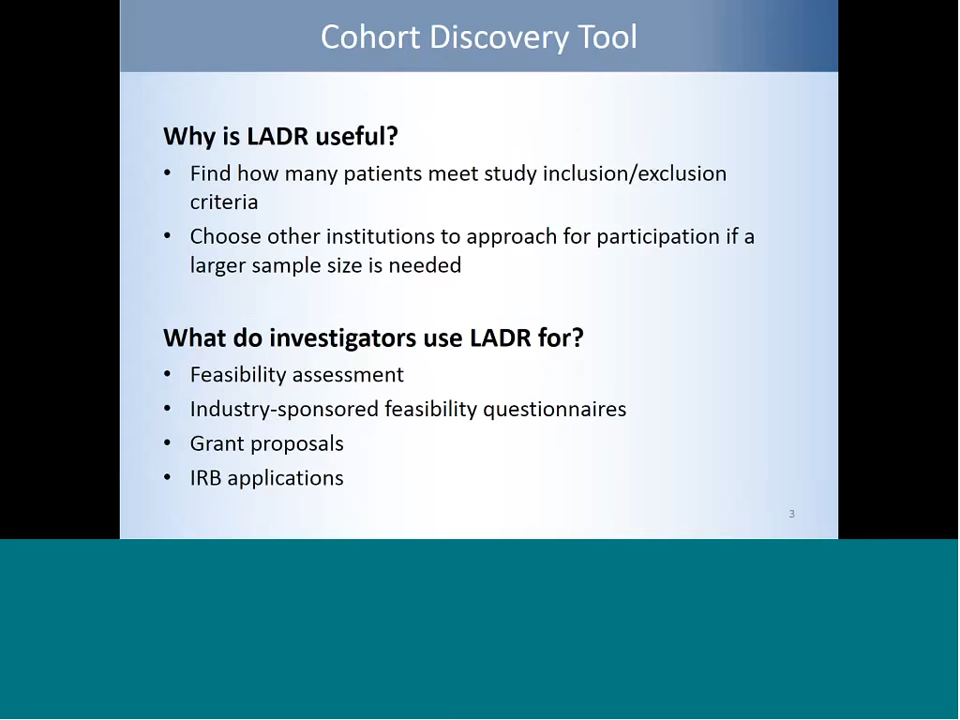 Cohort Discovery Tool
Why is LADR useful?
• Find how many patients meet study inclusion/exclusion
criteria
• Choose other institutions to approach for participation if a
larger sample size is needed
What do investigators use LADR for?
• Feasibility assessment
• Industry-sponsored feasibility questionnaires
• Grant proposals
• IRB applications
3